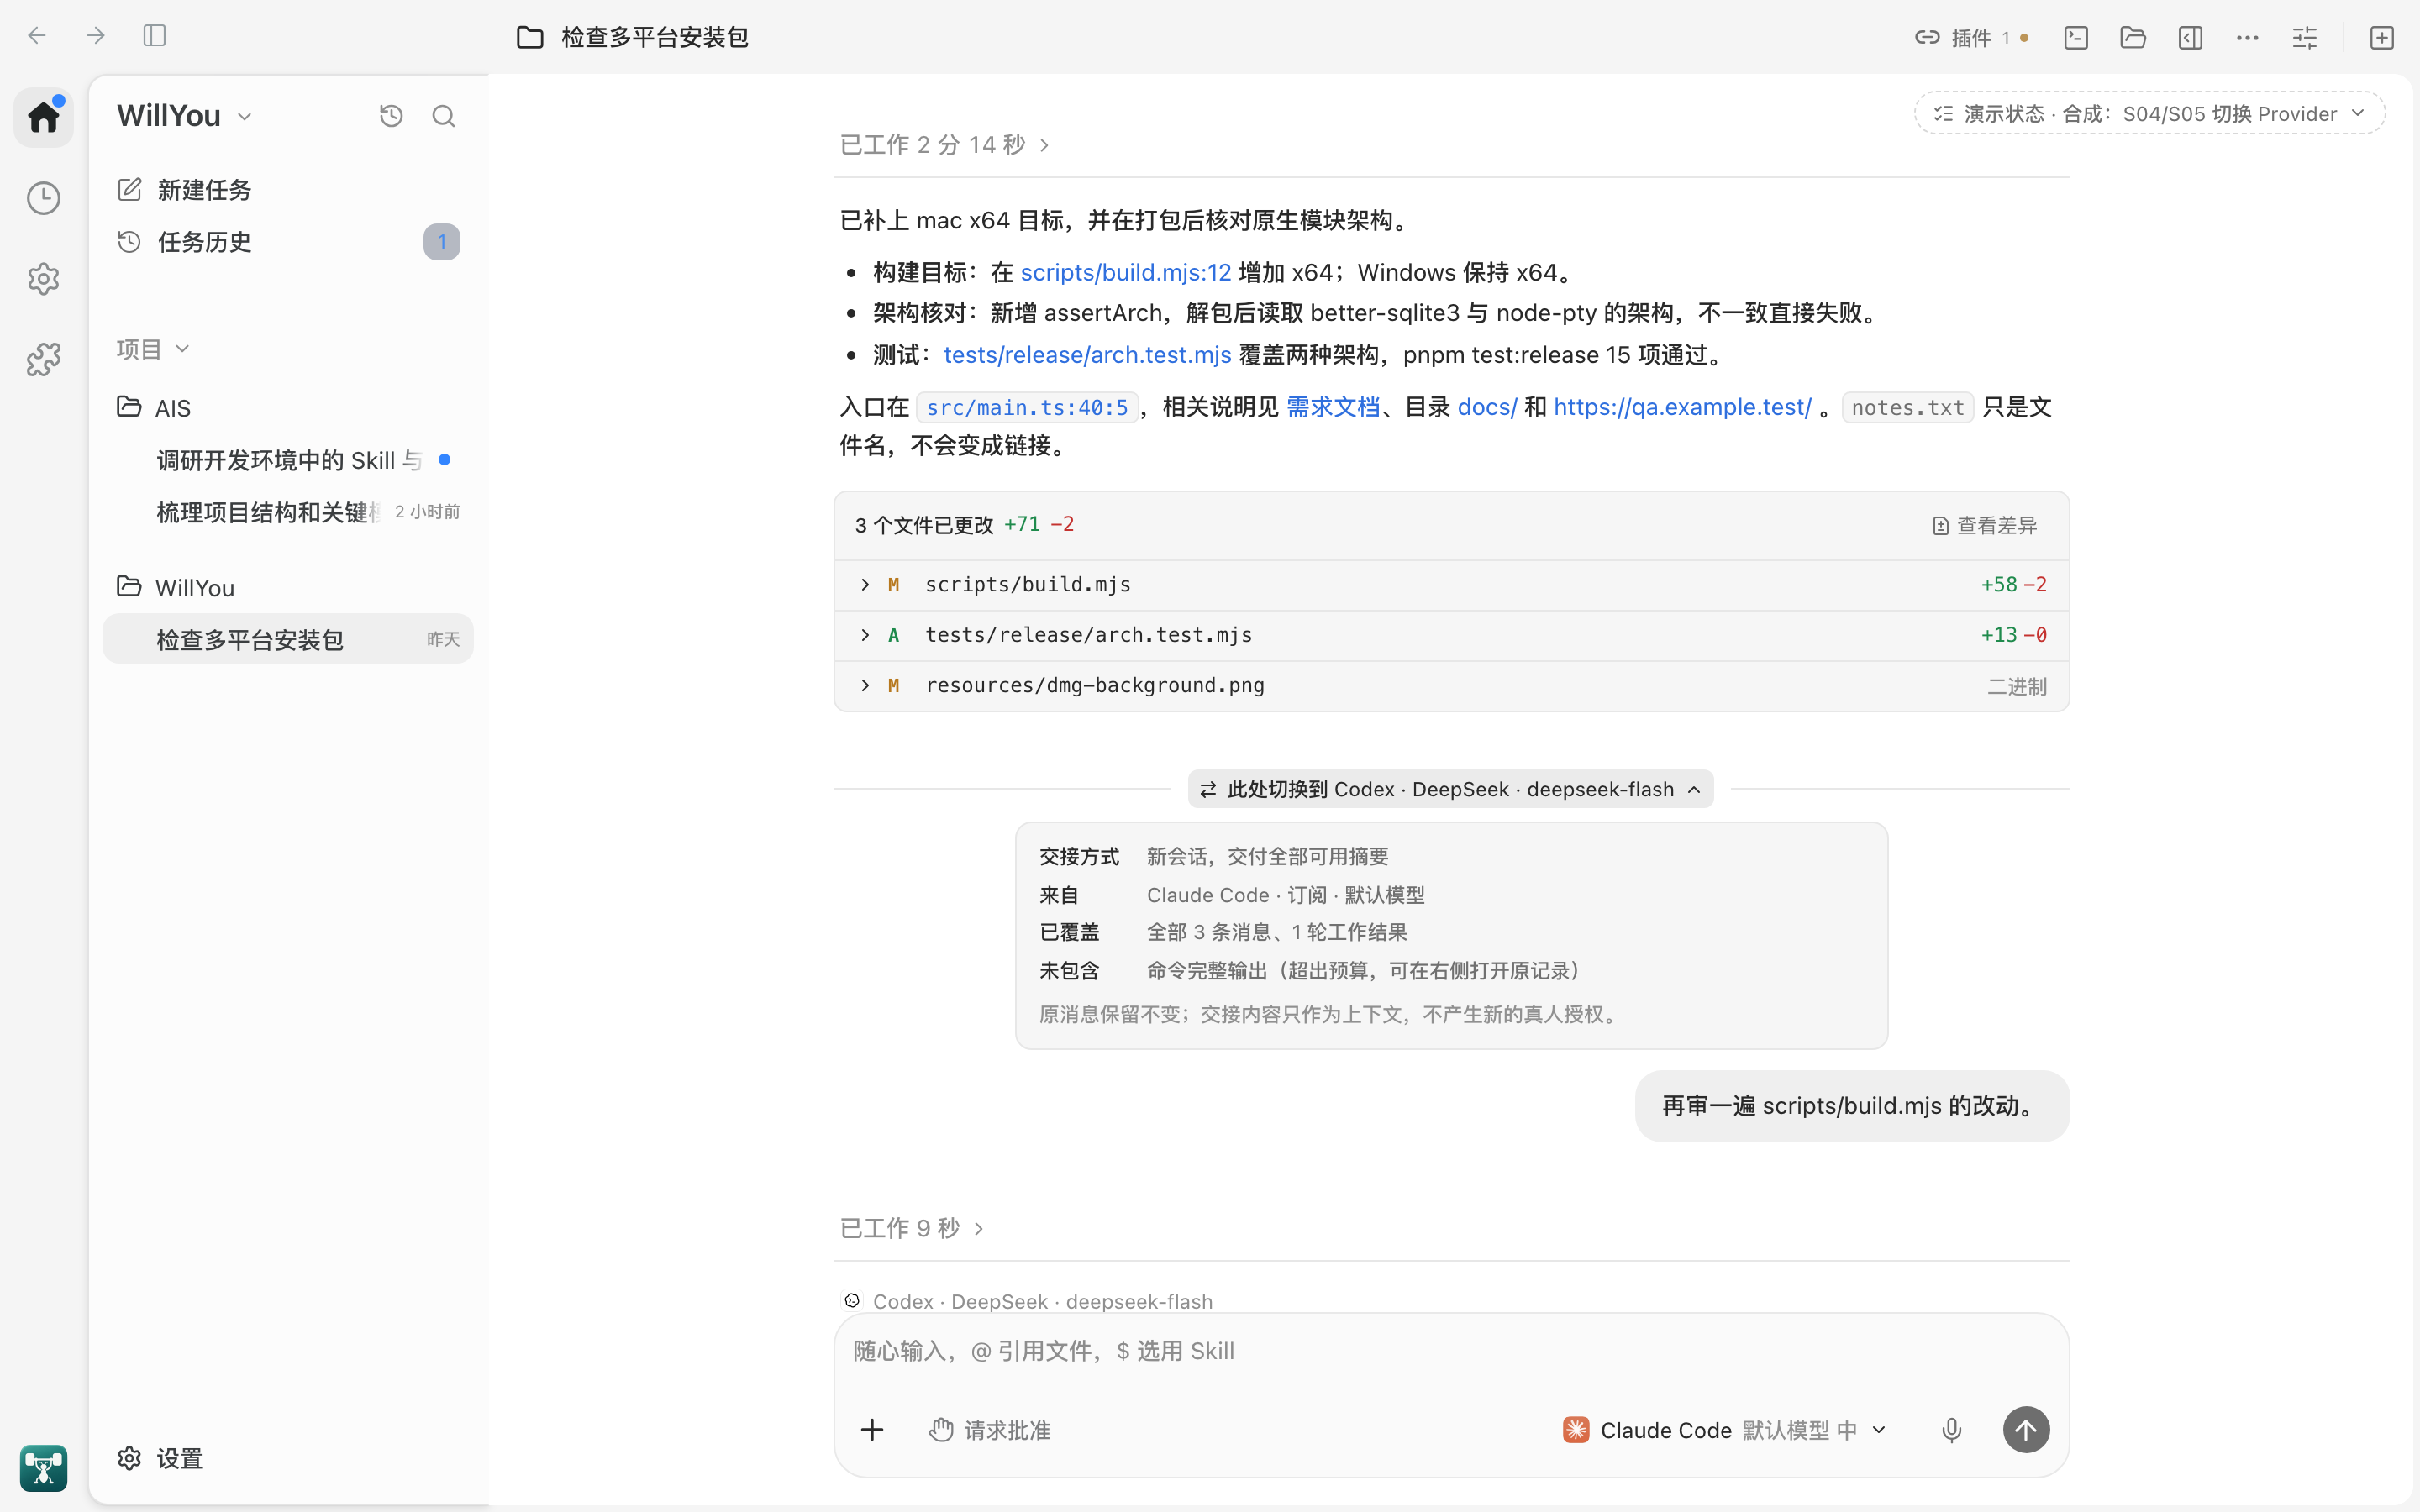 检查多平台安装包
插件 1
WillYou
演示状态 · 合成：S04/S05 切换 Provider
新建任务
任务历史 1
项目
AIS
调研开发环境中的 Skill 与
梳理项目结构和关键 2 小时前
WillYou
检查多平台安装包 昨天
设置
已工作 2 分 14 秒
已补上 mac x64 目标，并在打包后核对原生模块架构。
• 构建目标：在 scripts/build.mjs:12 增加 x64；Windows 保持 x64。
• 架构核对：新增 assertArch，解包后读取 better-sqlite3 与 node-pty 的架构，不一致直接失败。
• 测试：tests/release/arch.test.mjs 覆盖两种架构，pnpm test:release 15 项通过。
入口在 src/main.ts:40:5，相关说明见 需求文档、目录 docs/ 和 https://qa.example.test/ 。notes.txt 只是文
件名，不会变成链接。
3 个文件已更改 +71 −2 查看差异
M scripts/build.mjs +58 −2
A tests/release/arch.test.mjs +13 −0
M resources/dmg-background.png 二进制
此处切换到 Codex · DeepSeek · deepseek-flash
交接方式 新会话，交付全部可用摘要
来自 Claude Code · 订阅 · 默认模型
已覆盖 全部 3 条消息、1 轮工作结果
未包含 命令完整输出（超出预算，可在右侧打开原记录）
原消息保留不变；交接内容只作为上下文，不产生新的真人授权。
再审一遍 scripts/build.mjs 的改动。
已工作 9 秒
Codex · DeepSeek · deepseek-flash
随心输入，@ 引用文件，$ 选用 Skill
请求批准
Claude Code 默认模型 中